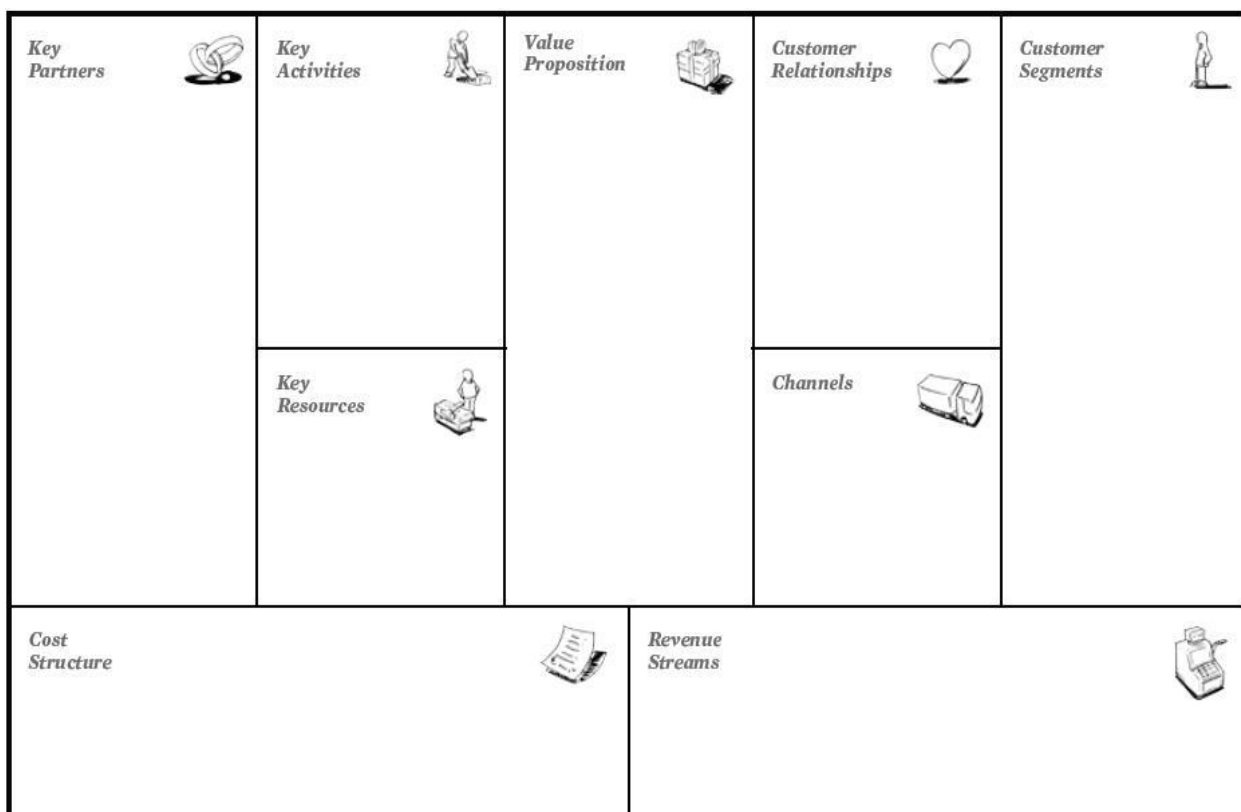 Key
Partners
Key
Activities
Value
Proposition
Customer
Relationships
Customer
Segments
Key
Resources
Channels
Cost
Structure
Revenue
Streams